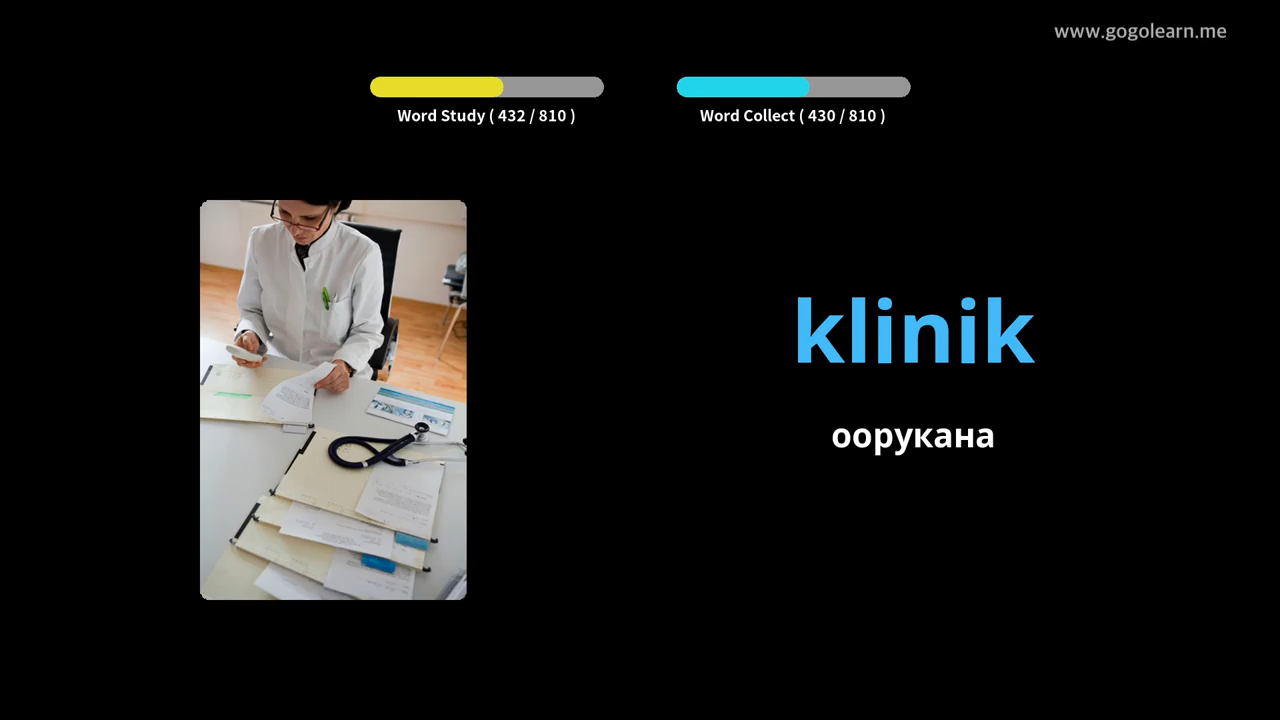 www.gogolearn.me
Word Study ( 432 / 810 )
Word Collect ( 430 / 810 )
klinik
оорукана